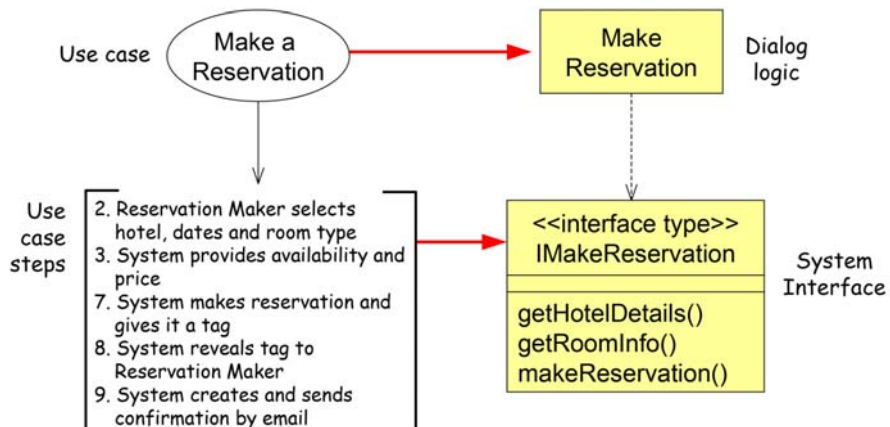 Use case
Make a
Reservation
Make
Reservation
Dialog
logic
Use
case
steps
2. Reservation Maker selects
hotel, dates and room type
3. System provides availability and
price
7. System makes reservation and
gives it a tag
8. System reveals tag to
Reservation Maker
9. System creates and sends
confirmation by email
<<interface type>>
IMakeReservation
getHotelDetails()
getRoomInfo()
makeReservation()
System
Interface